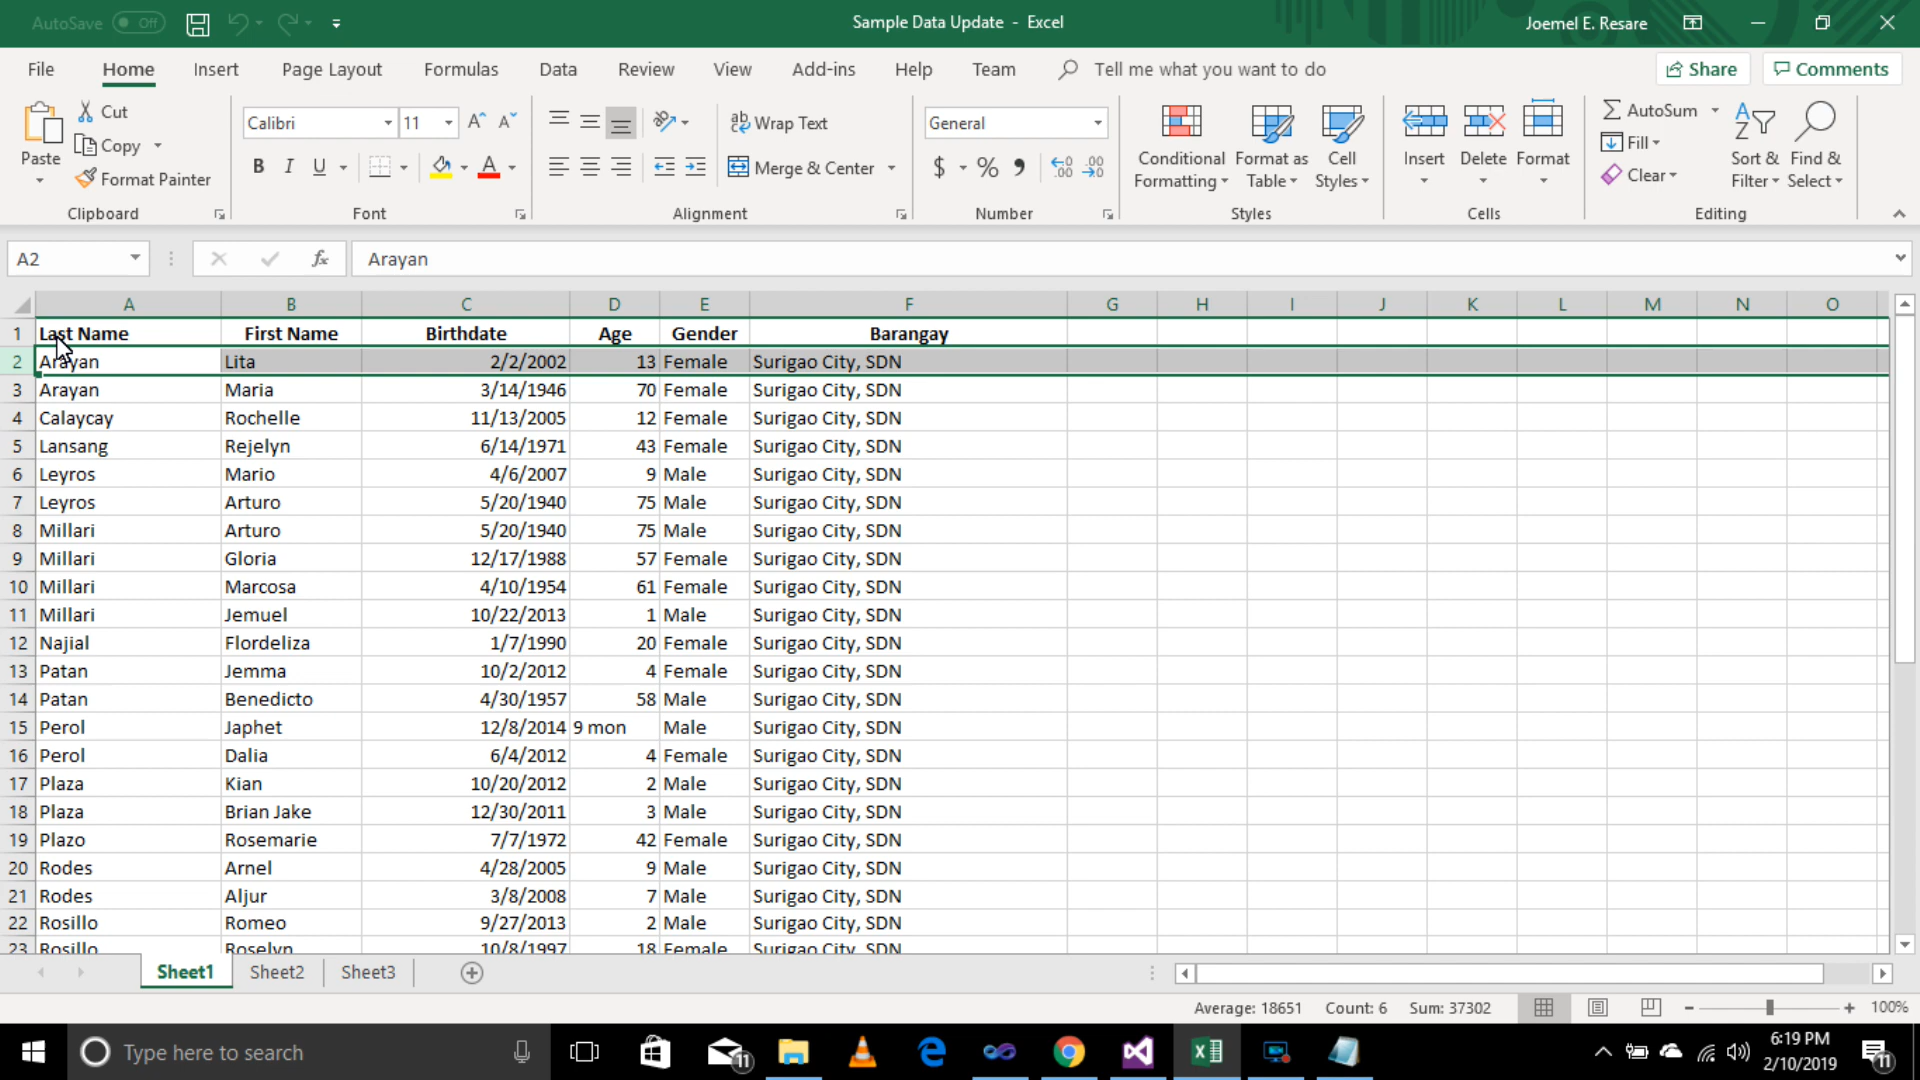 AutoSave Off Sample Data Update - Excel Joemel E. Resare
File Home Insert Page Layout Formulas Data Review View Add-ins Help Team Tell me what you want to do Share Comments
Paste Cut Copy Format Painter Clipboard
Calibri 11 B I U A Font
Wrap Text Merge & Center Alignment
General $ % Number
Conditional Formatting Format as Table Cell Styles Styles
Insert Delete Format Cells
AutoSum Fill Clear Sort & Filter Find & Select Editing
A2 fx Arayan
A B C D E F G H I J K L M N O
1 Last Name First Name Birthdate Age Gender Barangay
2 Arayan Lita 2/2/2002 13 Female Surigao City, SDN
3 Arayan Maria 3/14/1946 70 Female Surigao City, SDN
4 Calaycay Rochelle 11/13/2005 12 Female Surigao City, SDN
5 Lansang Rejelyn 6/14/1971 43 Female Surigao City, SDN
6 Leyros Mario 4/6/2007 9 Male Surigao City, SDN
7 Leyros Arturo 5/20/1940 75 Male Surigao City, SDN
8 Millari Arturo 5/20/1940 75 Male Surigao City, SDN
9 Millari Gloria 12/17/1988 57 Female Surigao City, SDN
10 Millari Marcosa 4/10/1954 61 Female Surigao City, SDN
11 Millari Jemuel 10/22/2013 1 Male Surigao City, SDN
12 Najial Flordeliza 1/7/1990 20 Female Surigao City, SDN
13 Patan Jemma 10/2/2012 4 Female Surigao City, SDN
14 Patan Benedicto 4/30/1957 58 Male Surigao City, SDN
15 Perol Japhet 12/8/2014 9 mon Male Surigao City, SDN
16 Perol Dalia 6/4/2012 4 Female Surigao City, SDN
17 Plaza Kian 10/20/2012 2 Male Surigao City, SDN
18 Plaza Brian Jake 12/30/2011 3 Male Surigao City, SDN
19 Plazo Rosemarie 7/7/1972 42 Female Surigao City, SDN
20 Rodes Arnel 4/28/2005 9 Male Surigao City, SDN
21 Rodes Aljur 3/8/2008 7 Male Surigao City, SDN
22 Rosillo Romeo 9/27/2013 2 Male Surigao City, SDN
23 Rosillo Roselyn 10/8/1997 18 Female Surigao City, SDN
Sheet1 Sheet2 Sheet3
Average: 18651 Count: 6 Sum: 37302 100%
Type here to search 11 6:19 PM
2/10/2019 11